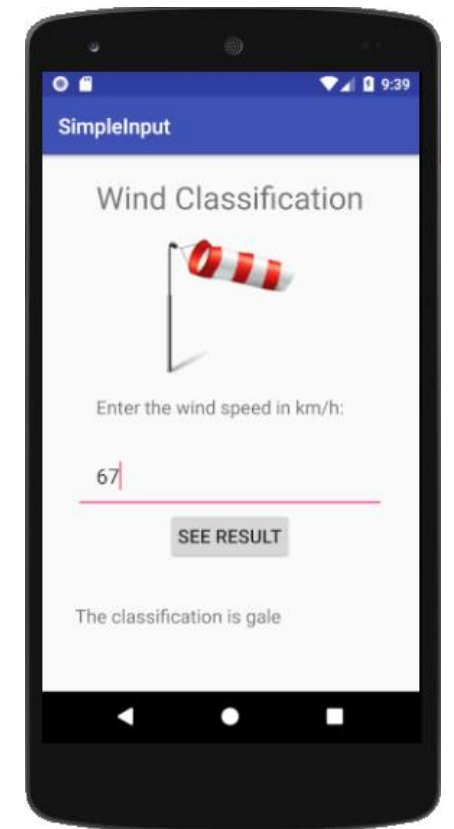 9:39
SimpleInput
Wind Classification
Enter the wind speed in km/h:
67
SEE RESULT
The classification is gale